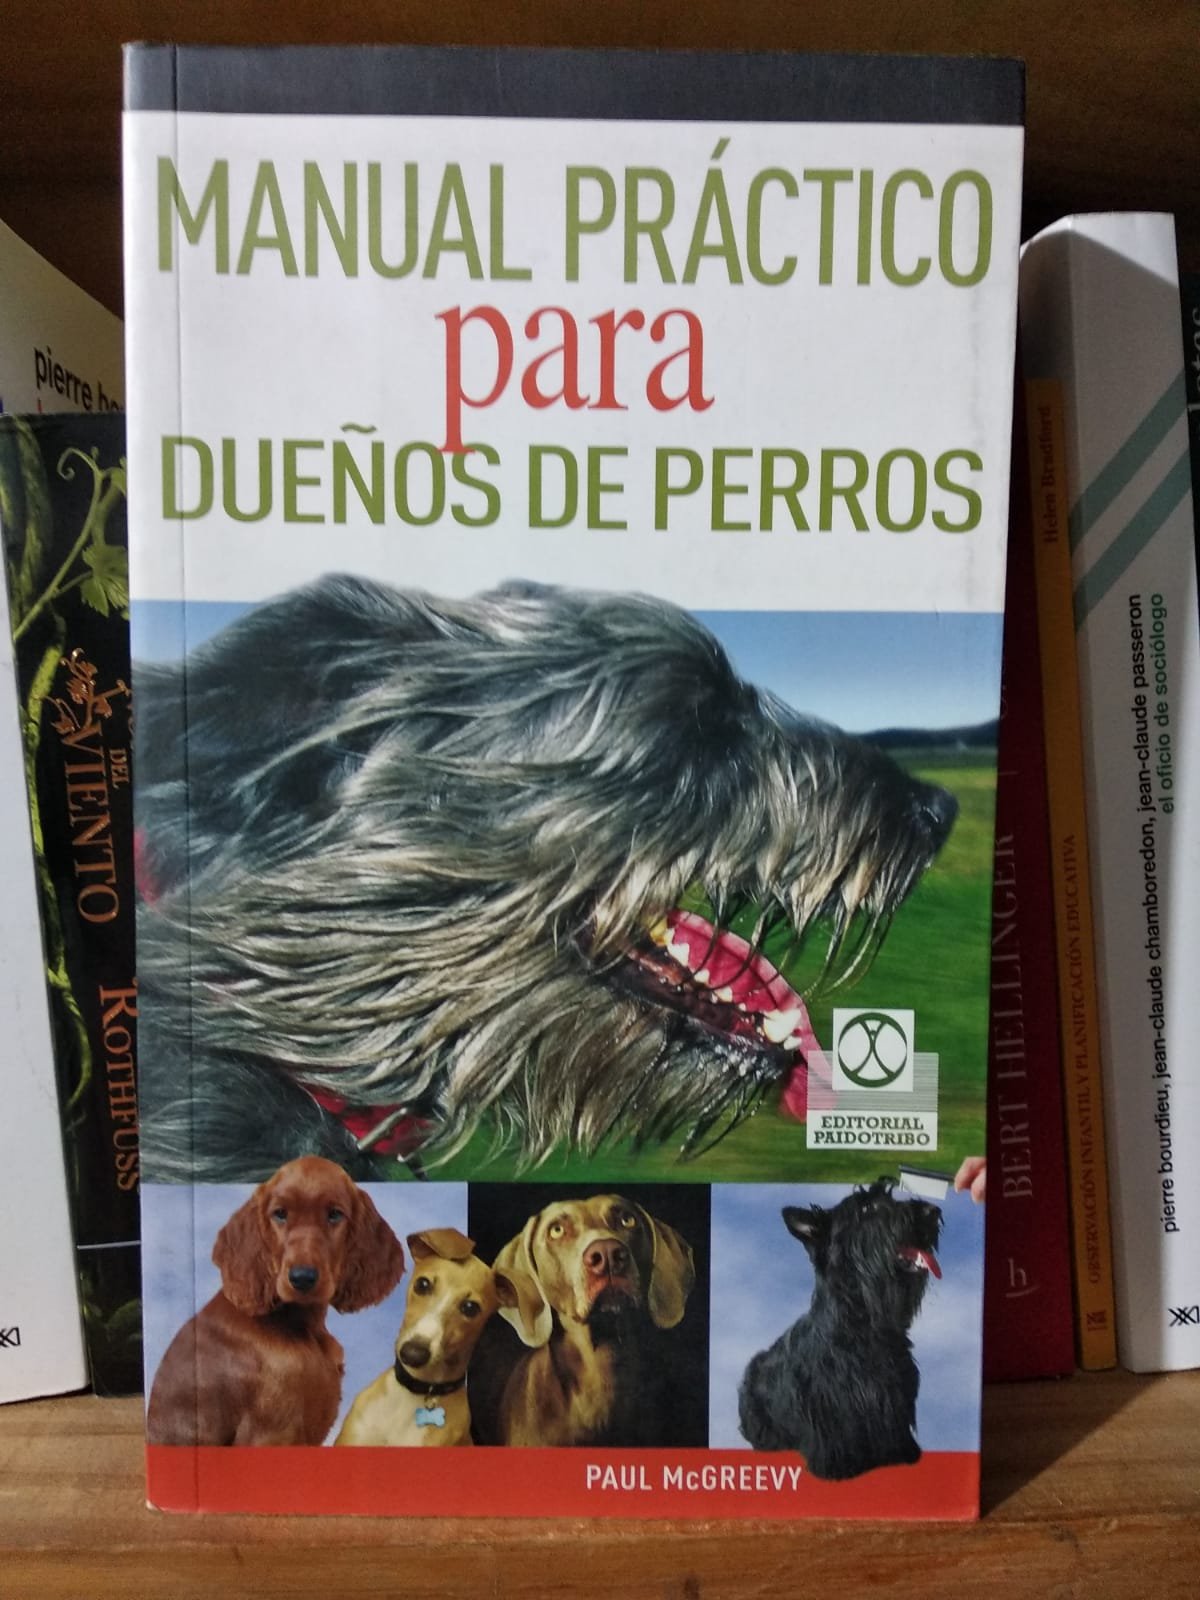 MANUAL PRÁCTICO
para
DUEÑOS DE PERROS
EDITORIAL
PAIDOTRIBO
PAUL McGREEVY
pierre
DEL
VIENTO
ROTHFUSS
BERT HELLINGER
Helen Bradford
OBSERVACIÓN INFANTIL Y PLANIFICACIÓN EDUCATIVA
pierre bourdieu, jean-claude chamboredon, jean-claude passeron
el oficio de sociólogo